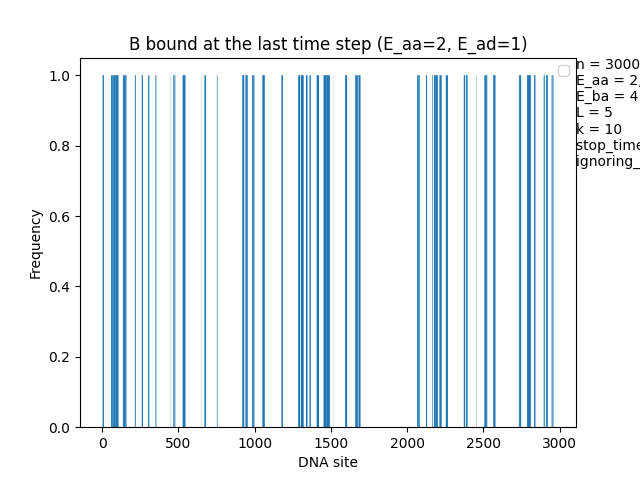 B bound at the last time step (E_aa=2, E_ad=1)
n = 3000
E_aa = 2,
E_ba = 4
L = 5
k = 10
stop_time
ignoring_
1.0
0.8
0.6
0.4
0.2
0.0
Frequency
0
500
1000
1500
2000
2500
3000
DNA site